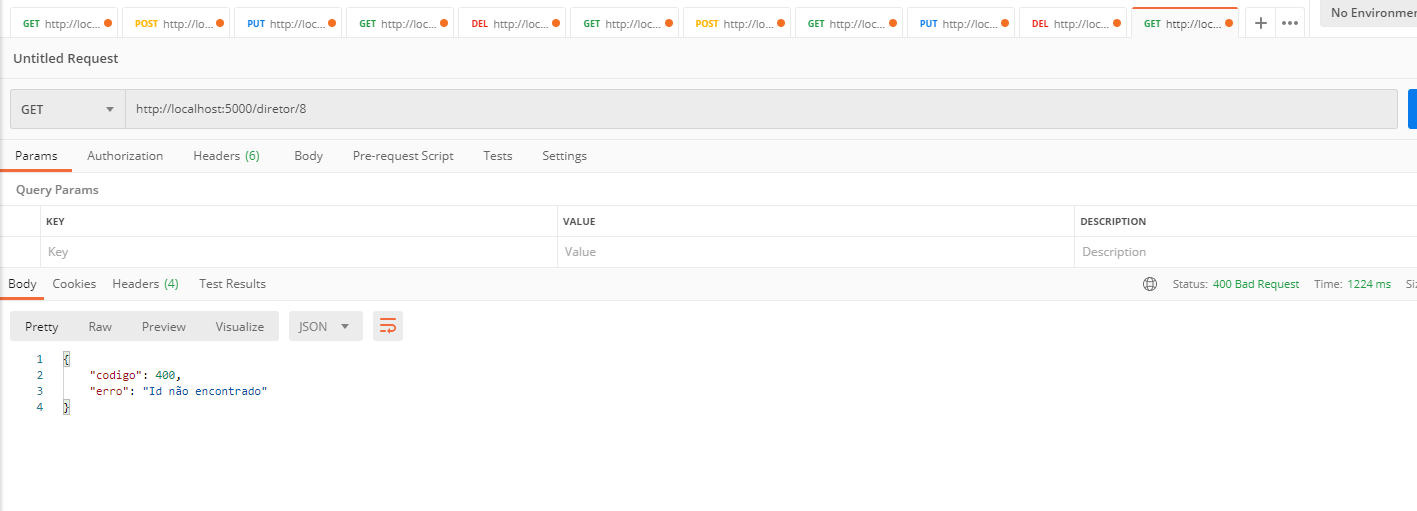 GET http://loc... POST http://lo... PUT http://loc... GET http://loc... DEL http://loc... GET http://loc... POST http://loc... GET http://loc... PUT http://loc... DEL http://loc... GET http://loc... + ••• No Environmen
Untitled Request
GET http://localhost:5000/diretor/8
Params Authorization Headers (6) Body Pre-request Script Tests Settings
Query Params
KEY VALUE DESCRIPTION
Key Value Description
Body Cookies Headers (4) Test Results Status: 400 Bad Request Time: 1224 ms Si
Pretty Raw Preview Visualize JSON
1 {
2 "codigo": 400,
3 "erro": "Id não encontrado"
4 }